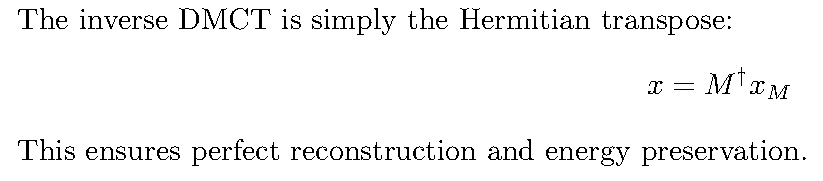 The inverse DMCT is simply the Hermitian transpose:
x = M†x_M
This ensures perfect reconstruction and energy preservation.